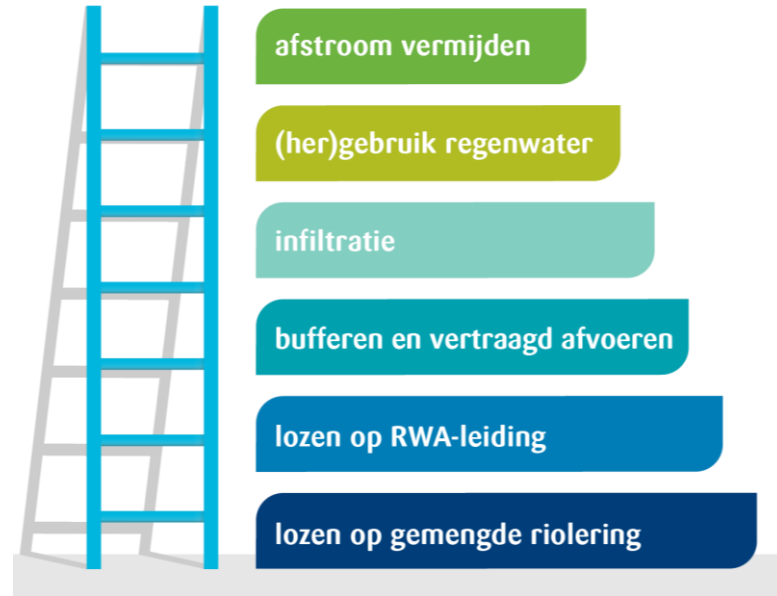 afstroom vermijden
(her)gebruik regenwater
infiltratie
bufferen en vertraagd afvoeren
lozen op RWA-leiding
lozen op gemengde riolering